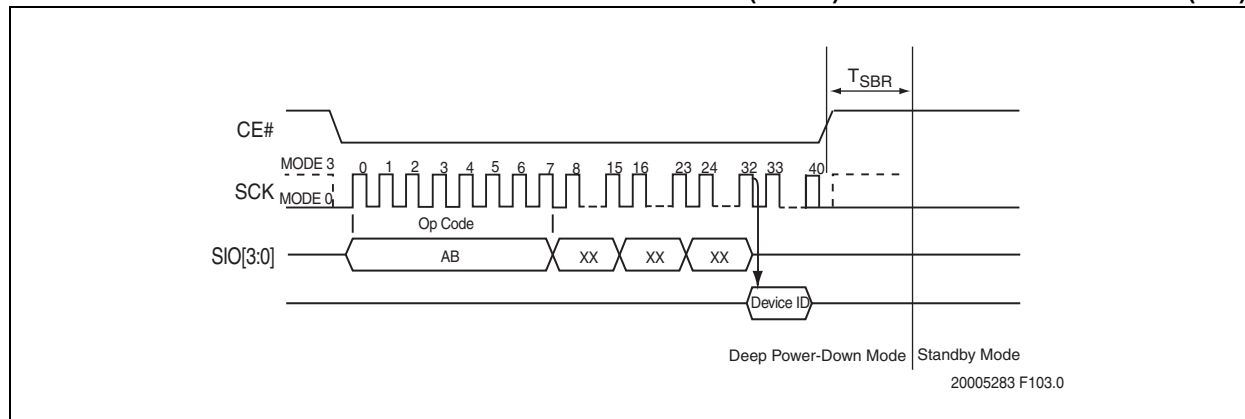 T_SBR
CE#
MODE 3
0 1 2 3 4 5 6 7 8 15 16 23 24 32 33 40
SCK
MODE 0
Op Code
SIO[3:0]
AB XX XX XX
Device ID
Deep Power-Down Mode Standby Mode
20005283 F103.0